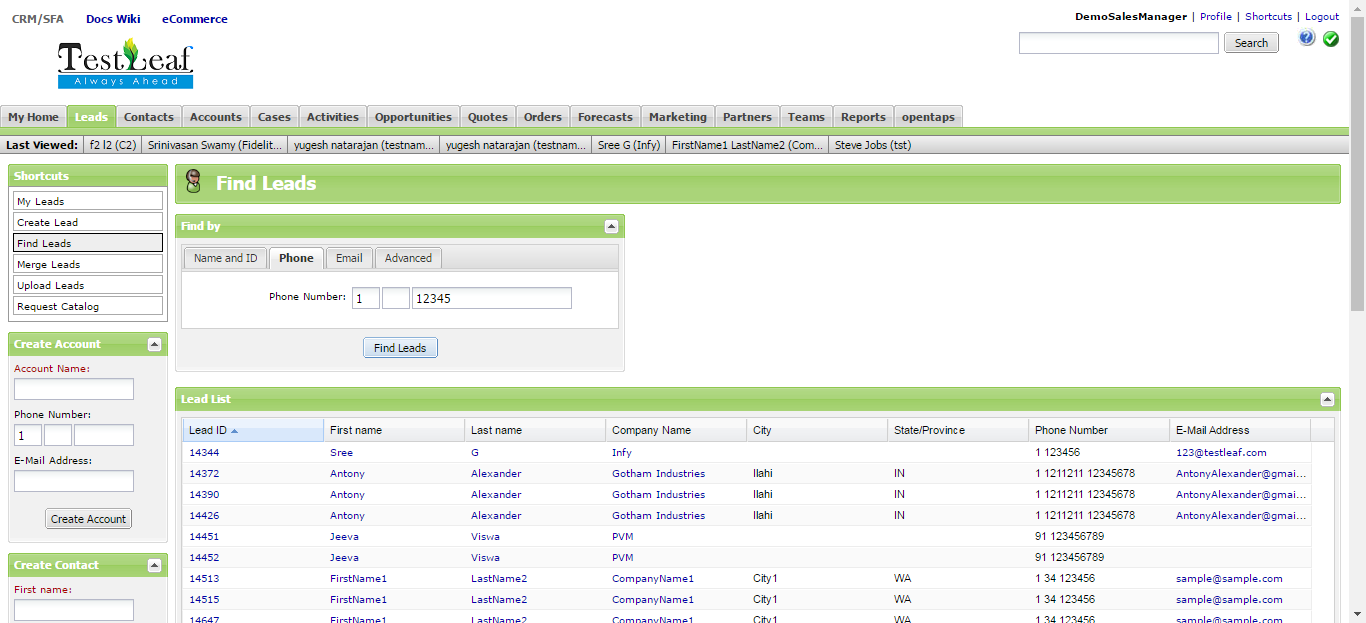 CRM/SFA Docs Wiki eCommerce
DemoSalesManager | Profile | Shortcuts | Logout
TestLeaf
Always Ahead
Search
My Home Leads Contacts Accounts Cases Activities Opportunities Quotes Orders Forecasts Marketing Partners Teams Reports opentaps
Last Viewed: f2 l2 (C2) Srinivasan Swamy (Fidelit... yugesh natarajan (testnam... yugesh natarajan (testnam... Sree G (Infy) FirstName1 LastName2 (Com... Steve Jobs (tst)
Shortcuts
My Leads
Create Lead
Find Leads
Merge Leads
Upload Leads
Request Catalog
Create Account
Account Name:
Phone Number:
1
E-Mail Address:
Create Account
Create Contact
First name:
Find Leads
Find by
Name and ID Phone Email Advanced
Phone Number: 1 12345
Find Leads
Lead List
Lead ID First name Last name Company Name City State/Province Phone Number E-Mail Address
14344 Sree G Infy 1 123456 123@testleaf.com
14372 Antony Alexander Gotham Industries Ilahi IN 1 1211211 12345678 AntonyAlexander@gmai...
14390 Antony Alexander Gotham Industries Ilahi IN 1 1211211 12345678 AntonyAlexander@gmai...
14426 Antony Alexander Gotham Industries Ilahi IN 1 1211211 12345678 AntonyAlexander@gmai...
14451 Jeeva Viswa PVM 91 123456789
14452 Jeeva Viswa PVM 91 123456789
14513 FirstName1 LastName2 CompanyName1 City1 WA 1 34 123456 sample@sample.com
14515 FirstName1 LastName2 CompanyName1 City1 WA 1 34 123456 sample@sample.com
14647 FirstName1 LastName2 CompanyName1 City1 WA 1 34 123456 sample@sample.com